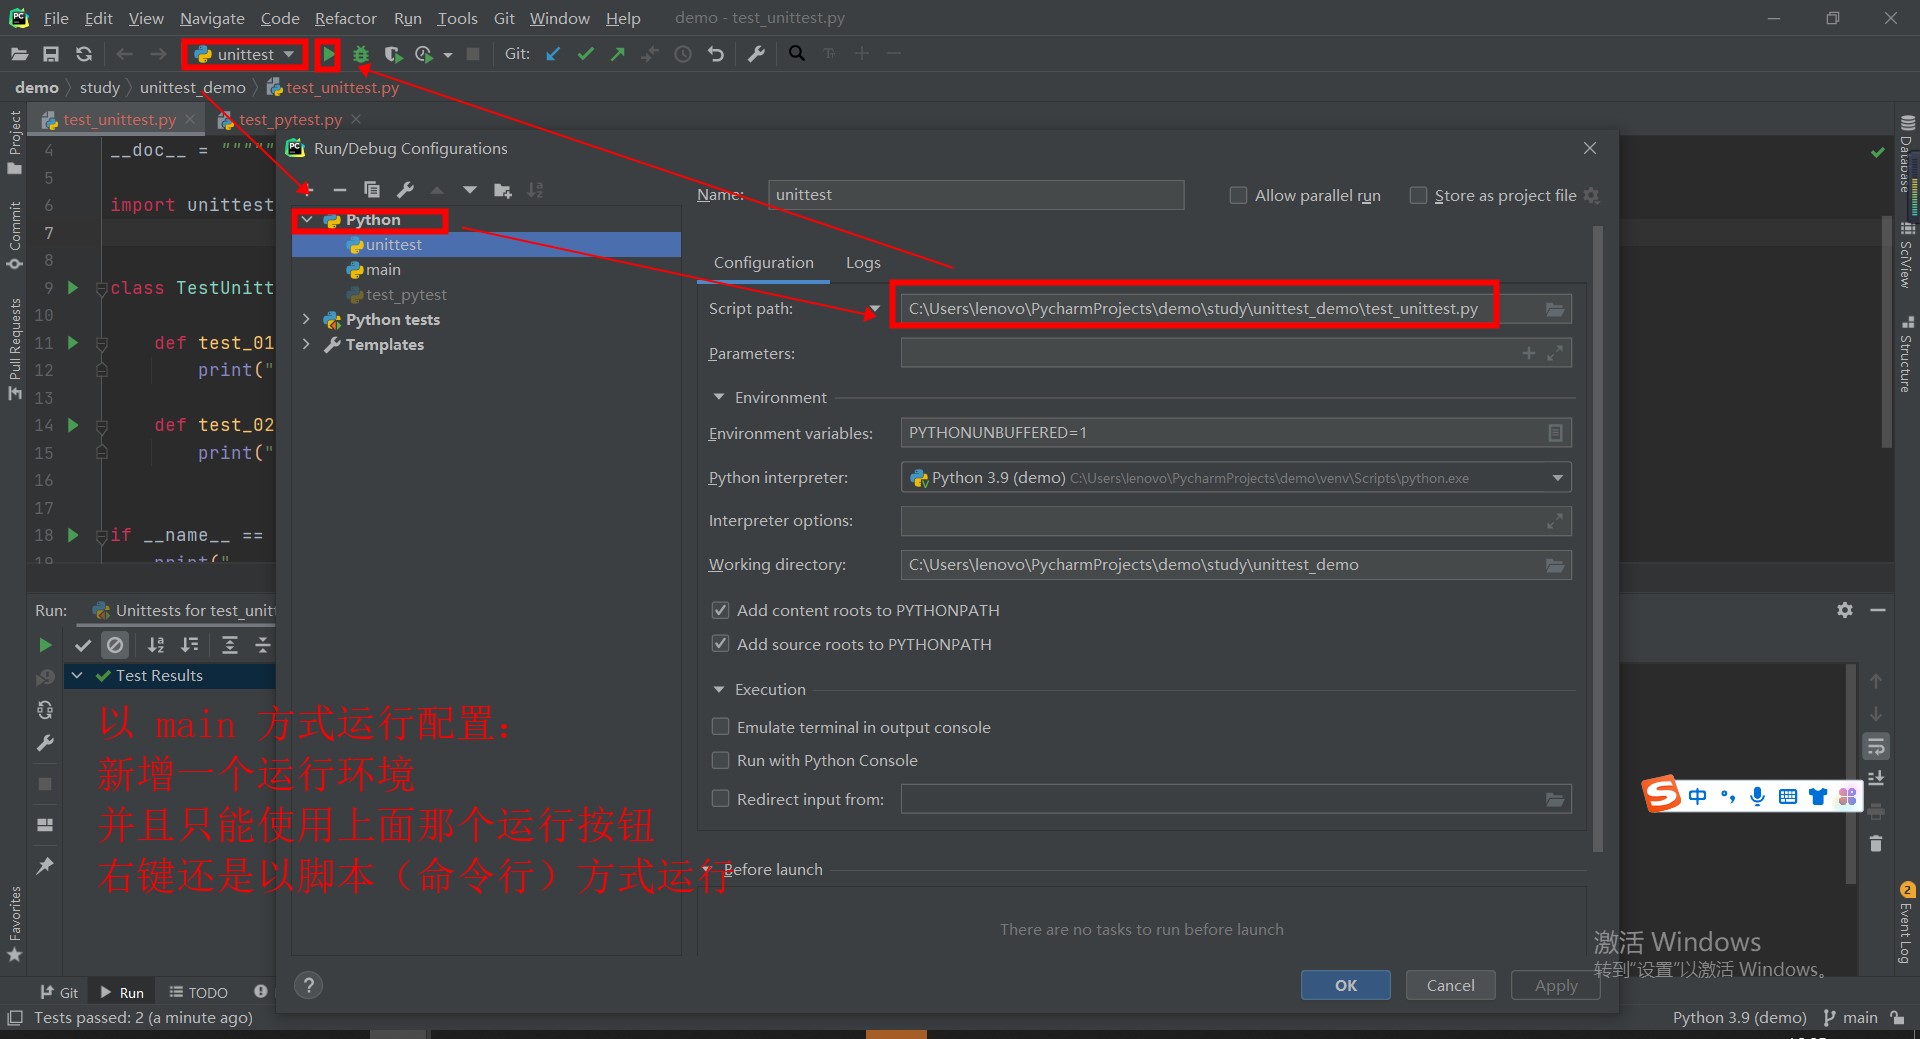 File Edit View Navigate Code Refactor Run Tools Git Window Help demo - test_unittest.py
unittest Git:
demo study unittest_demo test_unittest.py
test_unittest.py test_pytest.py
4 __doc__ = """""
5
6 import unittest
7
8
9 class TestUnitt
10
11 def test_01
12 print("
13
14 def test_02
15 print("
16
17
18 if __name__ ==
19 print("
Project
Commit
Pull Requests
Favorites
Run/Debug Configurations
Python
unittest
main
test_pytest
Python tests
Templates
Name: unittest Allow parallel run Store as project file
Configuration Logs
Script path: C:\Users\lenovo\PycharmProjects\demo\study\unittest_demo\test_unittest.py
Parameters:
Environment
Environment variables: PYTHONUNBUFFERED=1
Python interpreter: Python 3.9 (demo) C:\Users\lenovo\PycharmProjects\demo\venv\Scripts\python.exe
Interpreter options:
Working directory: C:\Users\lenovo\PycharmProjects\demo\study\unittest_demo
Add content roots to PYTHONPATH
Add source roots to PYTHONPATH
Execution
Emulate terminal in output console
Run with Python Console
Redirect input from:
Before launch
There are no tasks to run before launch
? OK Cancel Apply
Database
SciView
Structure
2 Event Log
Run: Unittests for test_unitt
Test Results
以 main 方式运行配置：
新增一个运行环境
并且只能使用上面那个运行按钮
右键还是以脚本（命令行）方式运行
中
激活 Windows
转到“设置”以激活 Windows。
Git Run TODO
Tests passed: 2 (a minute ago) Python 3.9 (demo) main